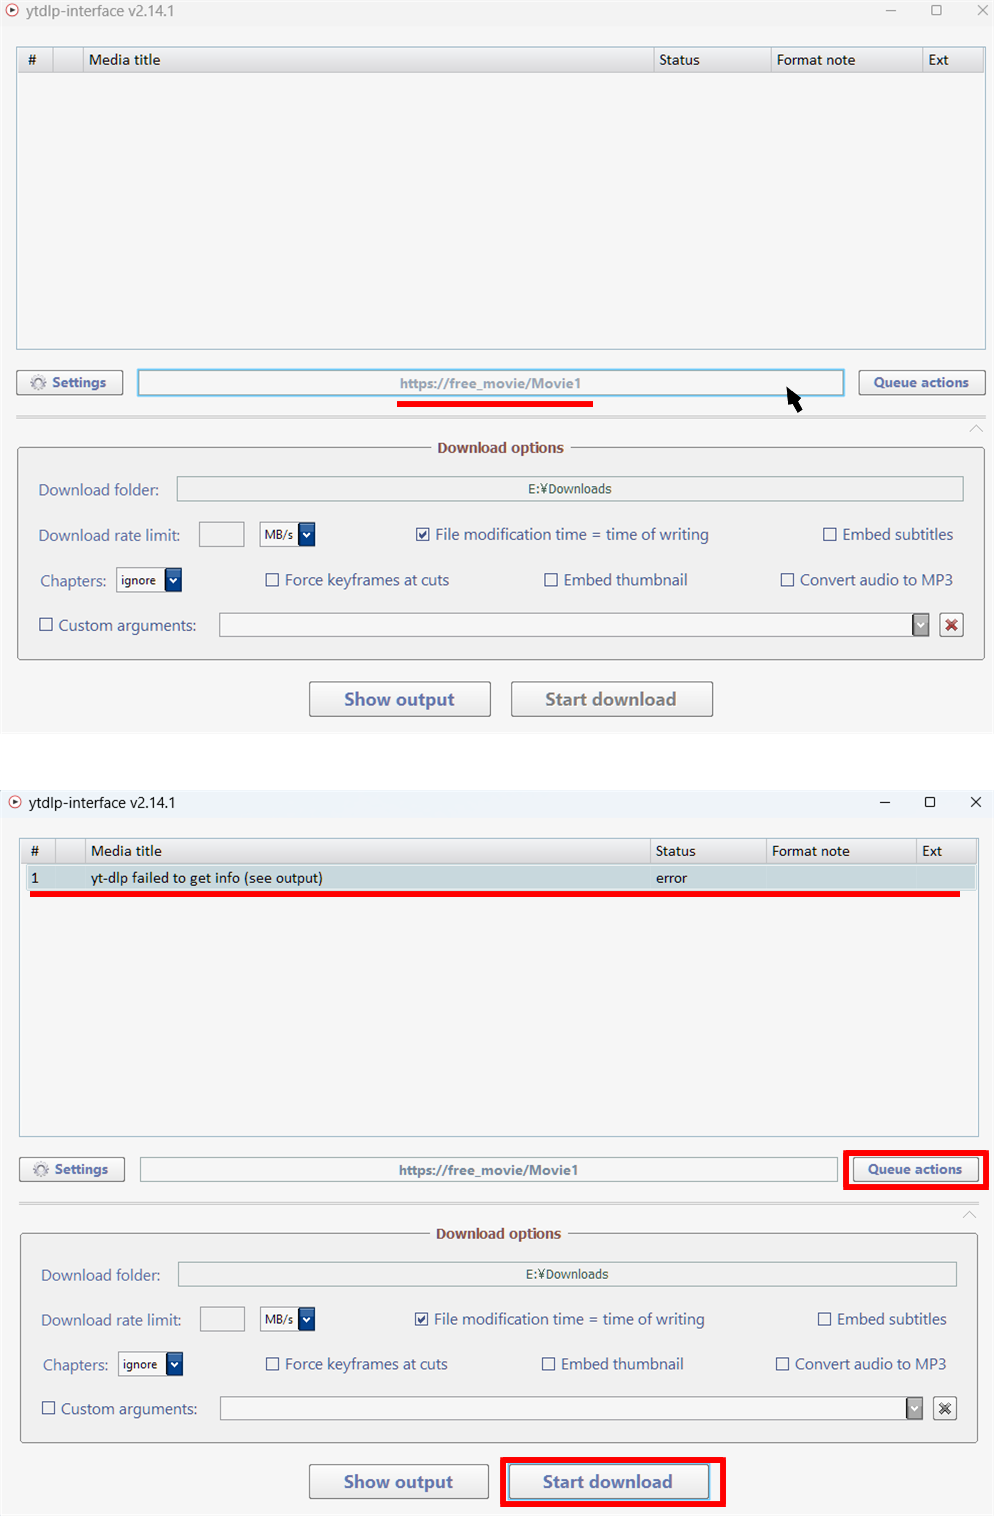 ytdlp-interface v2.14.1
# Media title Status Format note Ext
Settings https://free_movie/Movie1 Queue actions
Download options
Download folder: E:¥Downloads
Download rate limit: MB/s File modification time = time of writing Embed subtitles
Chapters: ignore Force keyframes at cuts Embed thumbnail Convert audio to MP3
Custom arguments:
Show output Start download
ytdlp-interface v2.14.1
# Media title Status Format note Ext
1 yt-dlp failed to get info (see output) error
Settings https://free_movie/Movie1 Queue actions
Download options
Download folder: E:¥Downloads
Download rate limit: MB/s File modification time = time of writing Embed subtitles
Chapters: ignore Force keyframes at cuts Embed thumbnail Convert audio to MP3
Custom arguments:
Show output Start download